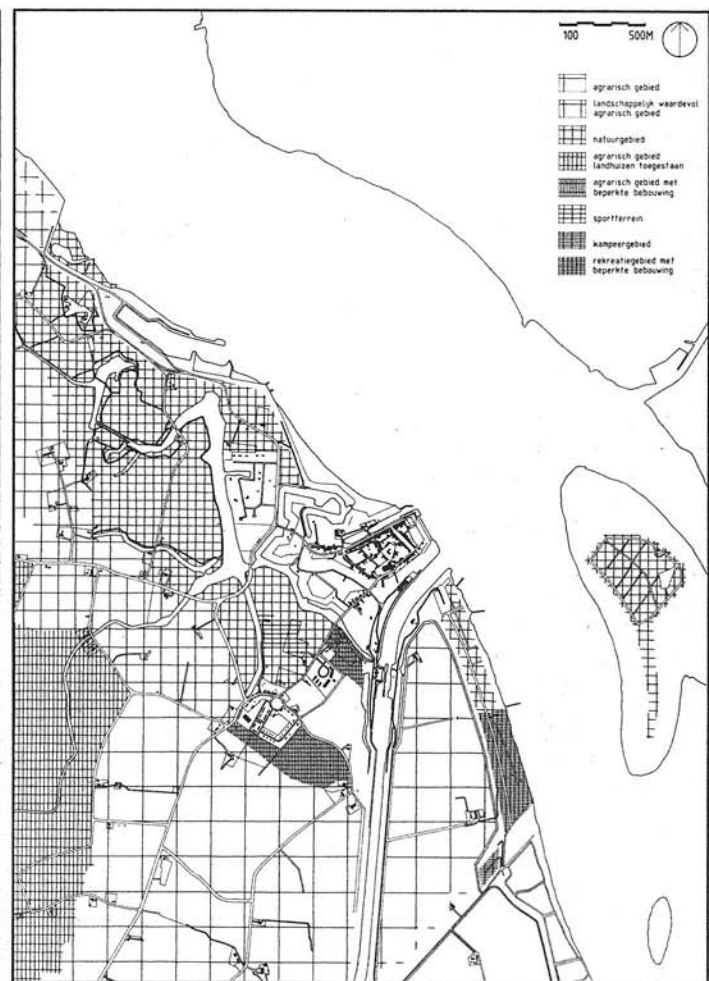 100 500M
agrarisch gebied
landschappelijk waardevol
agrarisch gebied
natuurgebied
agrarisch gebied
landhuizen toegestaan
agrarisch gebied met
beperkte bebouwing
sportterrein
kampeergebied
rekreatiegebied met
beperkte bebouwing